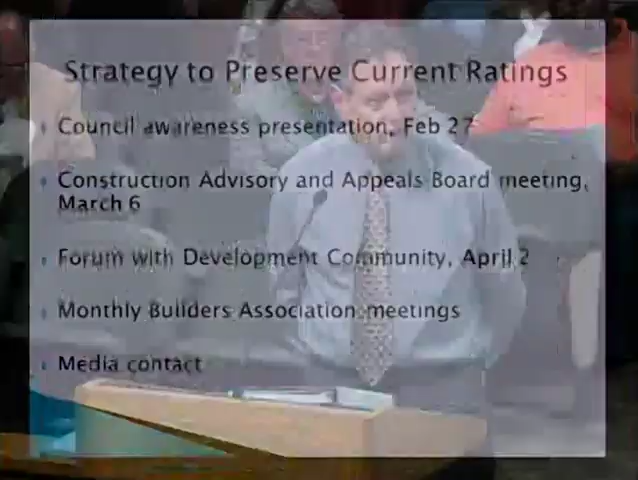 Strategy to Preserve Current Ratings
Council awareness presentation, Feb 27
Construction Advisory and Appeals Board meeting,
March 6
Forum with Development Community, April 2
Monthly Builders Association meetings
Media contact